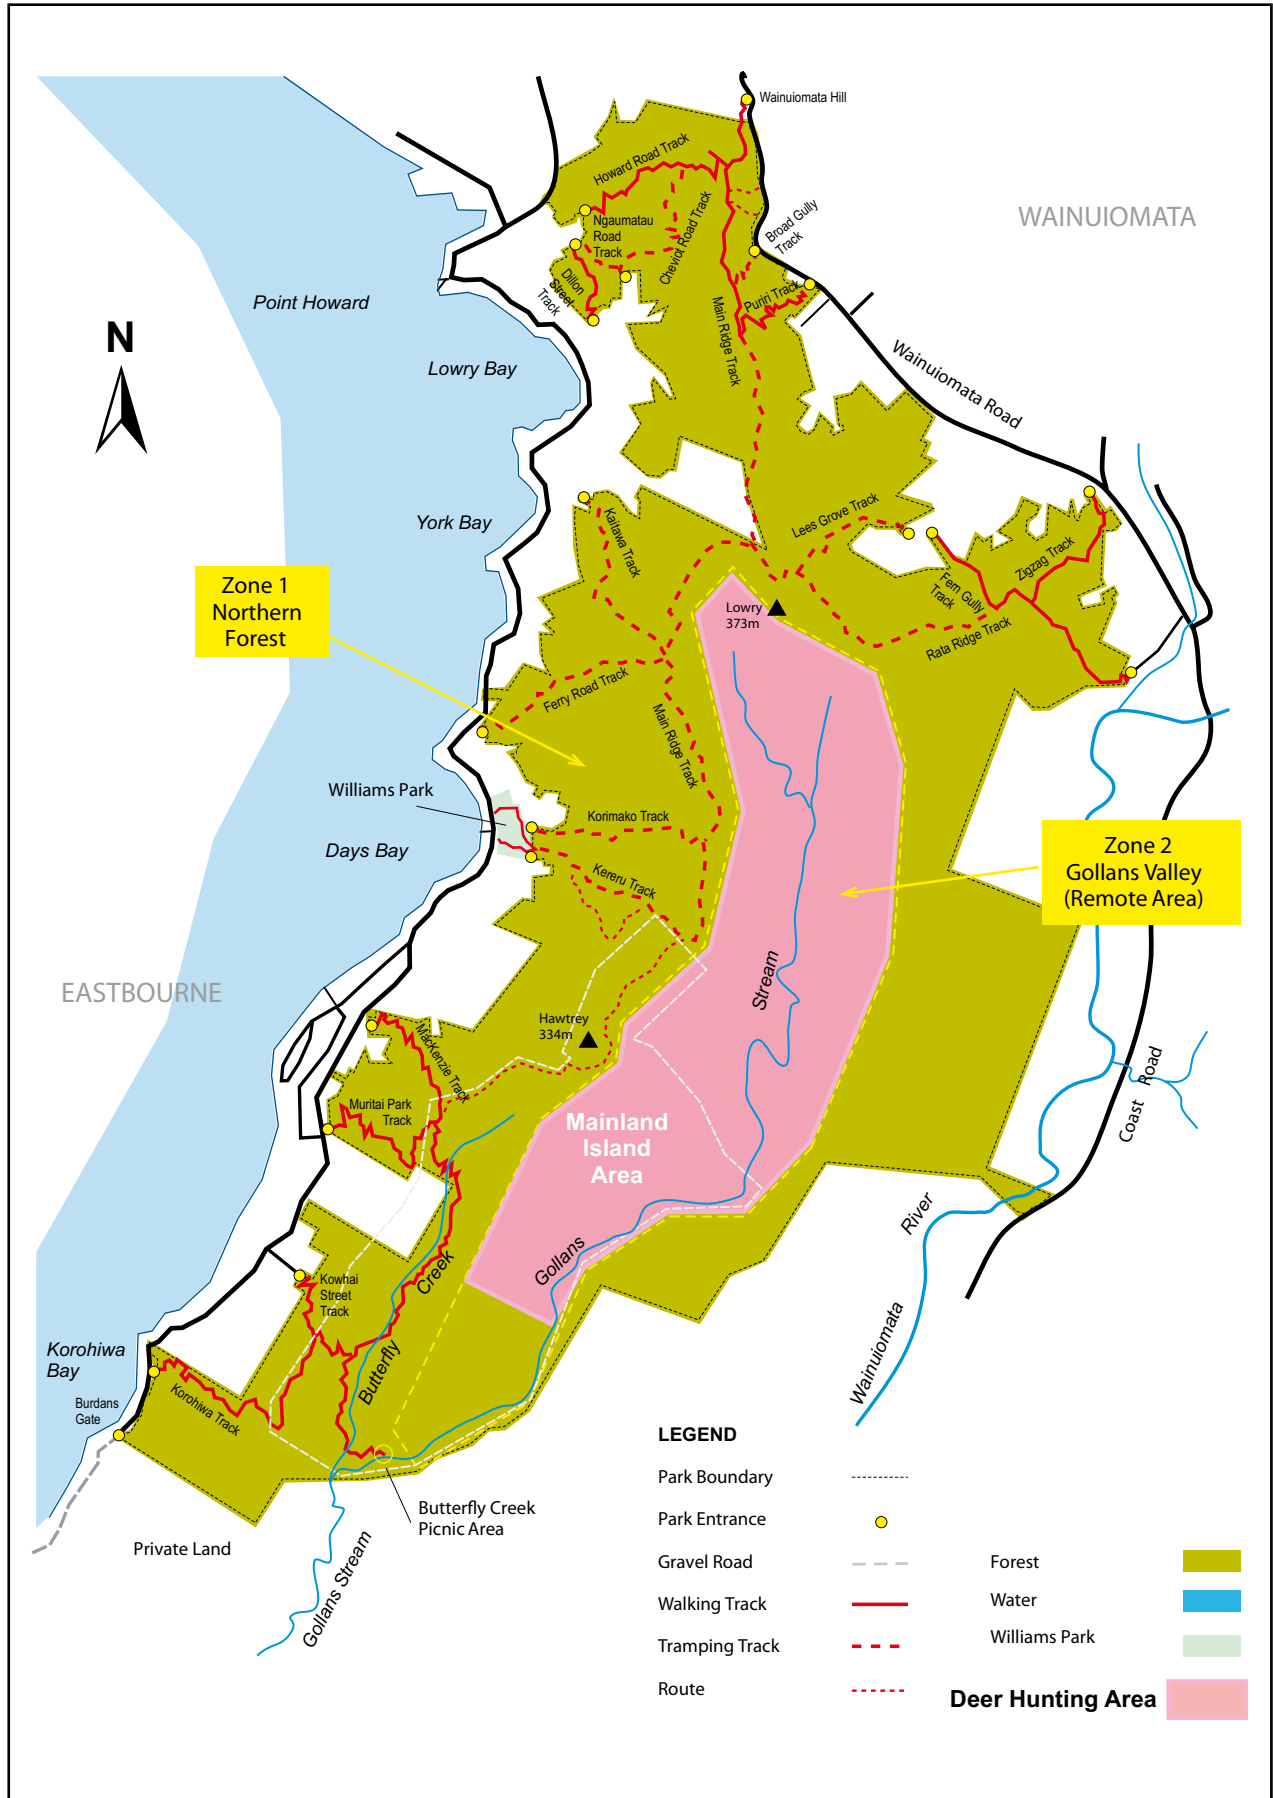 Wainuiomata Hill
Howard Road Track
WAINUIOMATA
Ngaumatau
Road
Track
Cheviot Road Track
Broad Gully
Track
Dillon
Street
Track
Puriri Track
Point Howard
N
Main Ridge Track
Lowry Bay
Wainuiomata Road
York Bay
Kaitawa Track
Lees Grove Track
Zigzag Track
Fern Gully
Track
Zone 1
Northern
Forest
Lowry
373m
Rata Ridge Track
Ferry Road Track
Main Ridge Track
Williams Park
Korimako Track
Days Bay
Kereru Track
Zone 2
Gollans Valley
(Remote Area)
Stream
EASTBOURNE
Hawtrey
334m
MacKenzie Track
Muritai Park
Track
Mainland
Island
Area
Coast Road
River
Gollans
Creek
Kowhai
Street
Track
Wainuiomata
Korohiwa
Bay
Butterfly
Burdans
Gate
Korohiwa Track
Butterfly Creek
Picnic Area
Private Land
Gollans Stream
LEGEND
Park Boundary
Park Entrance
Gravel Road
Walking Track
Tramping Track
Route
Forest
Water
Williams Park
Deer Hunting Area